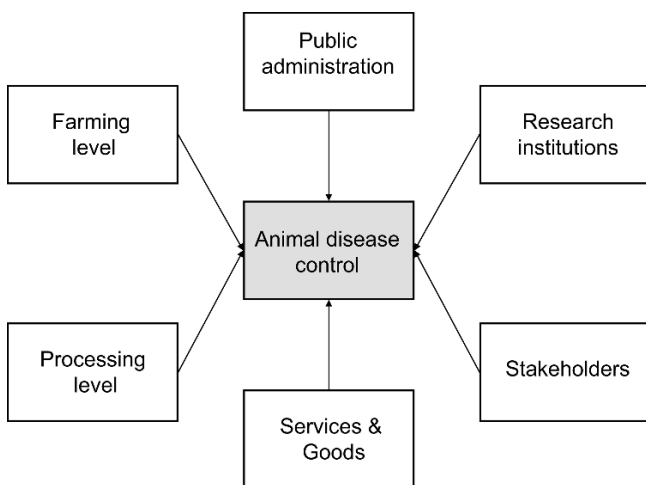 Public
administration
Farming
level
Research
institutions
Animal disease
control
Processing
level
Stakeholders
Services &
Goods